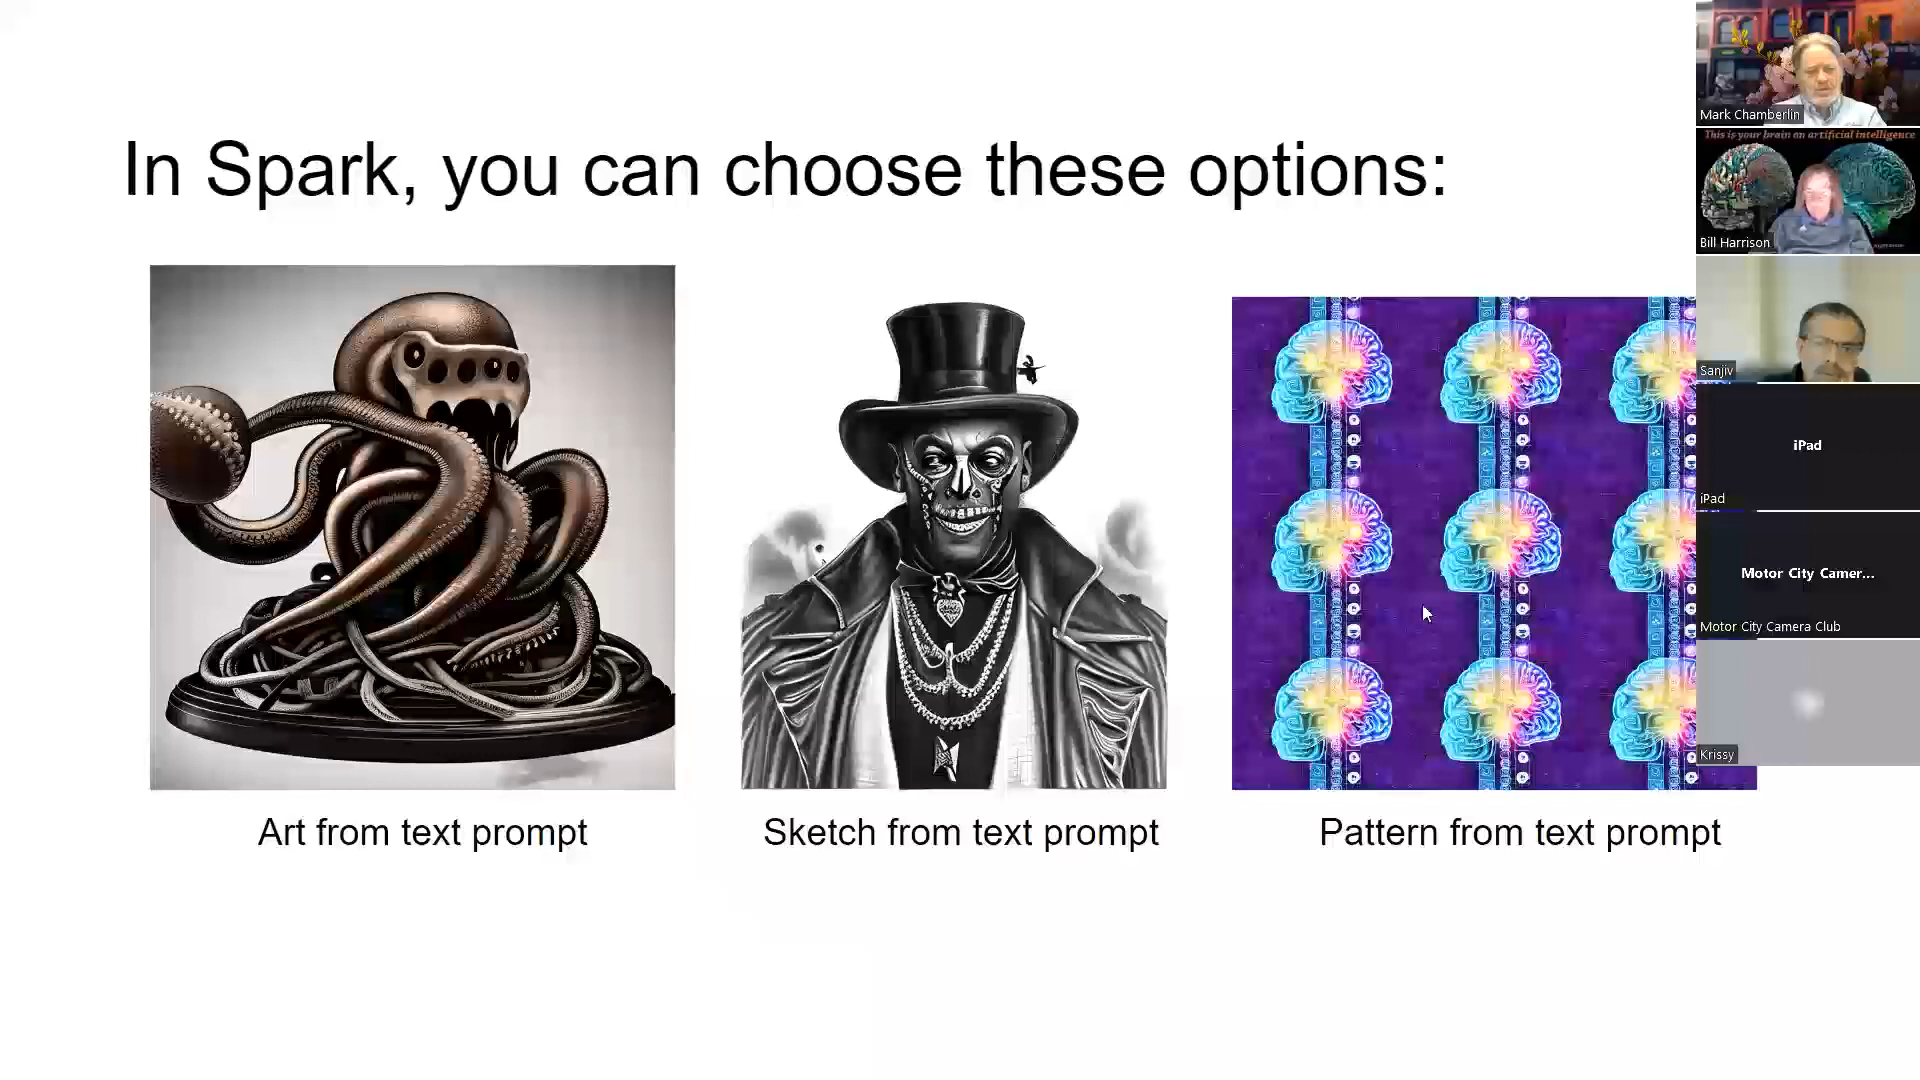 In Spark, you can choose these options:
Art from text prompt
Sketch from text prompt
Pattern from text prompt
Mark Chamberlin
This is your brain on artificial intelligence
Bill Harrison
Sanjiv
iPad
iPad
Motor City Camer...
Motor City Camera Club
Krissy